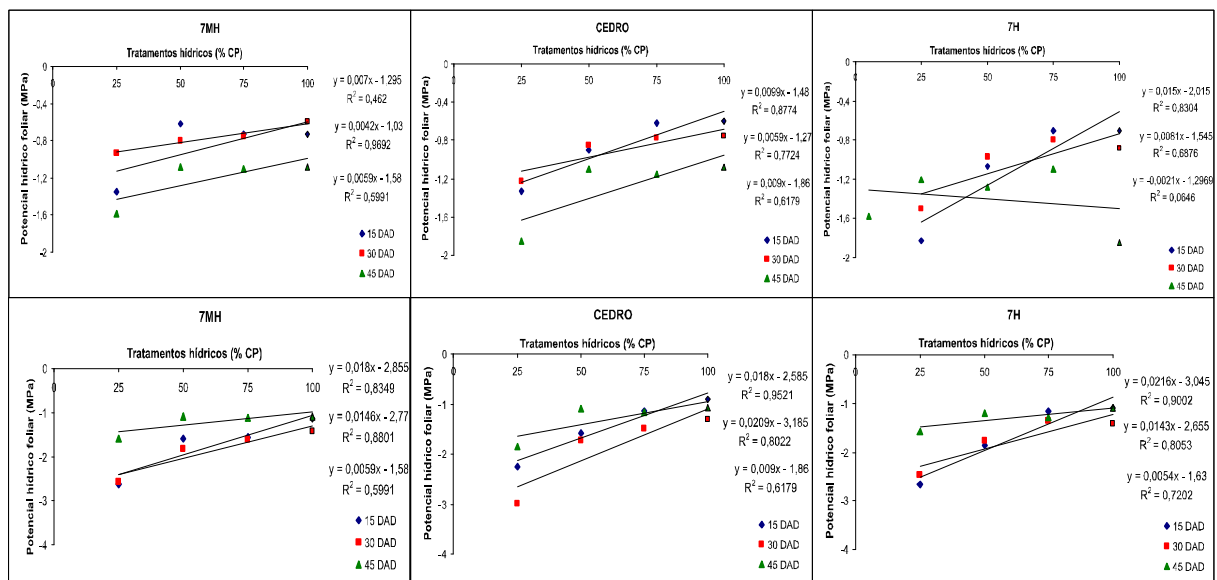 7MH
Tratamentos hídricos (% CP)
25 50 75 100
0
-0,4
-0,8
-1,2
-1,6
-2
Potencial hídrico foliar (MPa)
y = 0,007x - 1,295
R² = 0,462
y = 0,0042x - 1,03
R² = 0,9692
y = 0,0059x - 1,58
R² = 0,5991
15 DAD
30 DAD
45 DAD
CEDRO
Tratamentos hídricos (% CP)
25 50 75 100
0
-0,4
-0,8
-1,2
-1,6
-2
Potencial hídrico foliar (MPa)
y = 0,0099x - 1,48
R² = 0,8774
y = 0,0059x - 1,27
R² = 0,7724
y = 0,009x - 1,86
R² = 0,6179
15 DAD
30 DAD
45 DAD
7H
Tratamentos hídricos (% CP)
25 50 75 100
0
-0,4
-0,8
-1,2
-1,6
-2
Potencial hídrico foliar (MPa)
y = 0,015x - 2,015
R² = 0,8304
y = 0,0081x - 1,545
R² = 0,6876
y = -0,0021x - 1,2969
R² = 0,0646
15 DAD
30 DAD
45 DAD
7MH
Tratamentos hídricos (% CP)
25 50 75 100
0
-1
-2
-3
-4
Potencial hídrico foliar (MPa)
y = 0,018x - 2,855
R² = 0,8349
y = 0,0146x - 2,77
R² = 0,8801
y = 0,0059x - 1,58
R² = 0,5991
15 DAD
30 DAD
45 DAD
CEDRO
Tratamentos hídricos (% CP)
25 50 75 100
0
-1
-2
-3
-4
Potencial hídrico foliar (MPa)
y = 0,018x - 2,585
R² = 0,9521
y = 0,0209x - 3,185
R² = 0,8022
y = 0,009x - 1,86
R² = 0,6179
15 DAD
30 DAD
45 DAD
7H
Tratamentos hídricos (% CP)
25 50 75 100
0
-1
-2
-3
-4
Potencial hídrico foliar (MPa)
y = 0,0216x - 3,045
R² = 0,9002
y = 0,0143x - 2,655
R² = 0,8053
y = 0,0054x - 1,63
R² = 0,7202
15 DAD
30 DAD
45 DAD